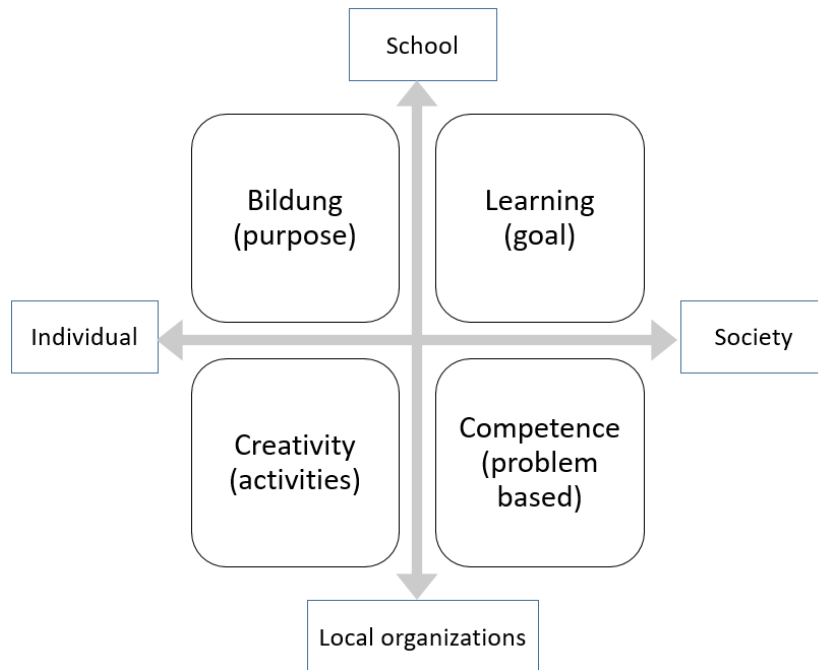 School
Bildung
(purpose)
Learning
(goal)
Individual
Society
Creativity
(activities)
Competence
(problem
based)
Local organizations